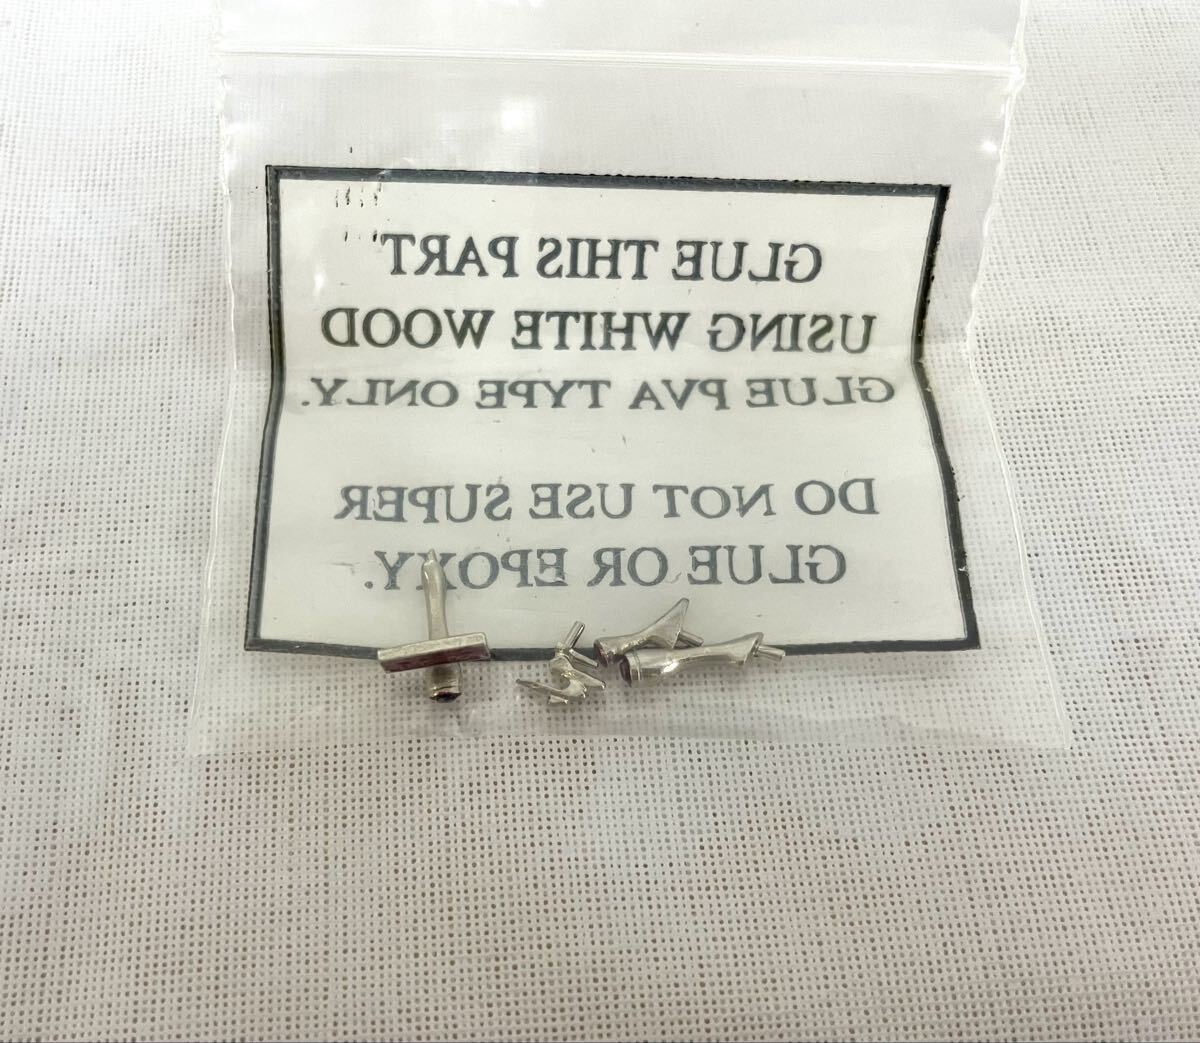 GLUE THIS PART
USING WHITE WOOD
GLUE PVA TYPE ONLY.
DO NOT USE SUPER
GLUE OR EPOXY.